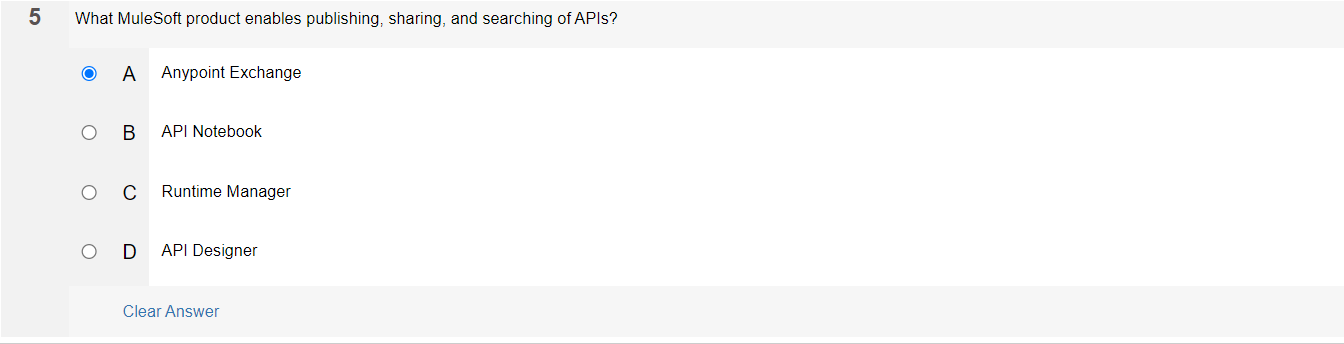 5 What MuleSoft product enables publishing, sharing, and searching of APIs?
A Anypoint Exchange
B API Notebook
C Runtime Manager
D API Designer
Clear Answer